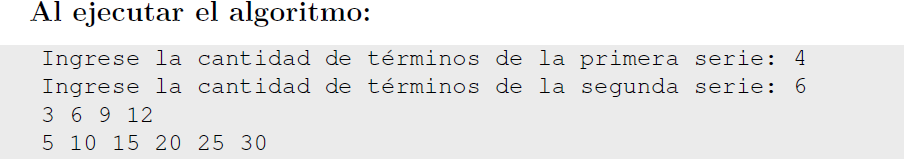 Al ejecutar el algoritmo:
Ingrese la cantidad de términos de la primera serie: 4
Ingrese la cantidad de términos de la segunda serie: 6
3 6 9 12
5 10 15 20 25 30